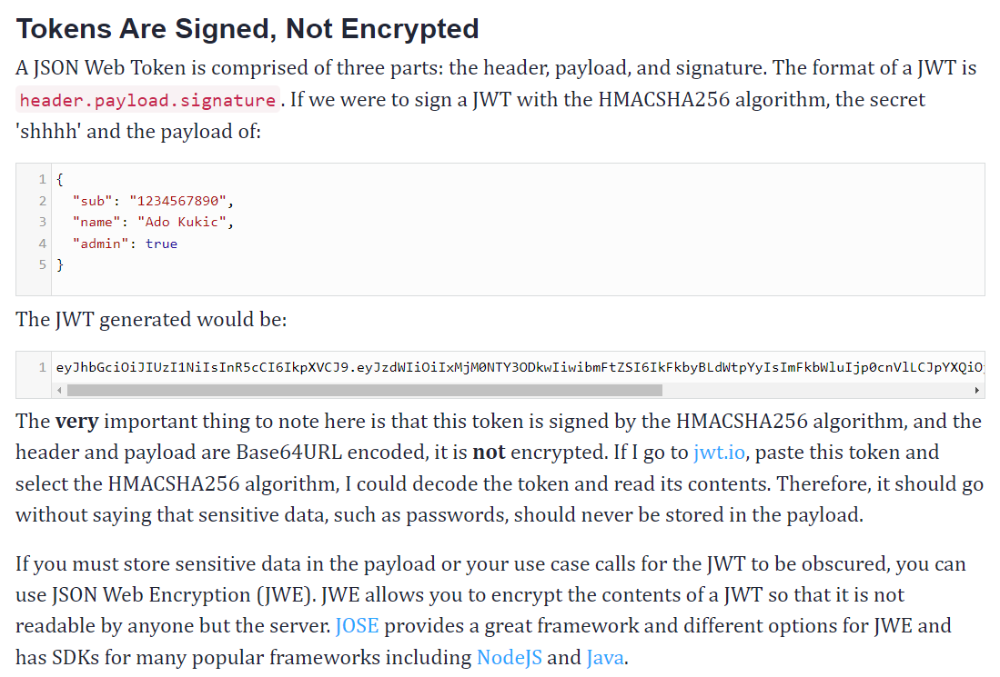 Tokens Are Signed, Not Encrypted
A JSON Web Token is comprised of three parts: the header, payload, and signature. The format of a JWT is
header.payload.signature. If we were to sign a JWT with the HMACSHA256 algorithm, the secret
'shhhh' and the payload of:
1 {
2 "sub": "1234567890",
3 "name": "Ado Kukic",
4 "admin": true
5 }
The JWT generated would be:
1 eyJhbGciOiJIUzI1NiIsInR5cCI6IkpXVCJ9.eyJzdWIiOiIxMjM0NTY3ODkwIiwibmFtZSI6IkFkbyBLdWtpYyIsImFkbWluIjp0cnVlLCJpYXQiO
The very important thing to note here is that this token is signed by the HMACSHA256 algorithm, and the
header and payload are Base64URL encoded, it is not encrypted. If I go to jwt.io, paste this token and
select the HMACSHA256 algorithm, I could decode the token and read its contents. Therefore, it should go
without saying that sensitive data, such as passwords, should never be stored in the payload.
If you must store sensitive data in the payload or your use case calls for the JWT to be obscured, you can
use JSON Web Encryption (JWE). JWE allows you to encrypt the contents of a JWT so that it is not
readable by anyone but the server. JOSE provides a great framework and different options for JWE and
has SDKs for many popular frameworks including NodeJS and Java.